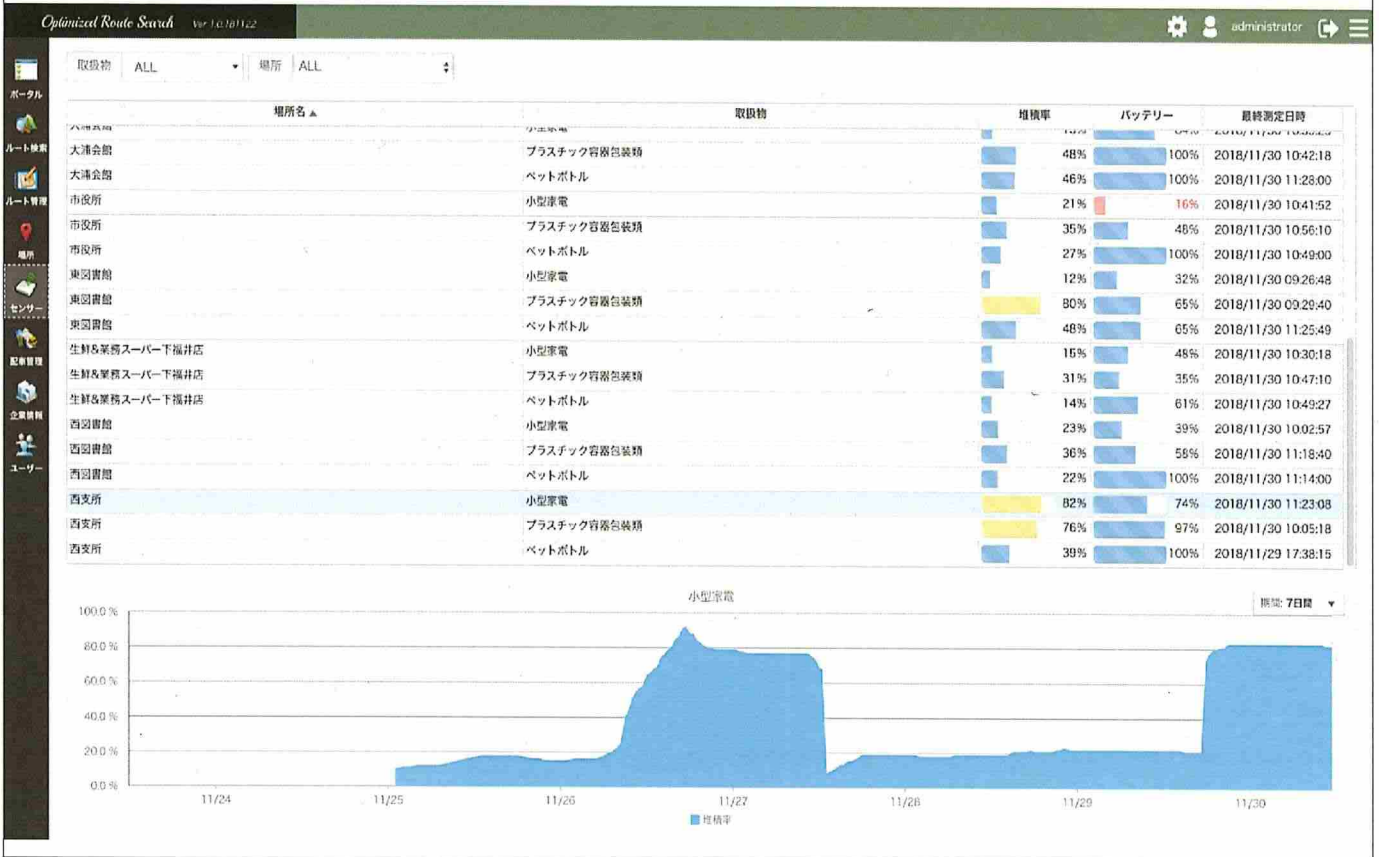 Optimized Route Search Ver 1.0.181122
administrator
ポータル
ルート検索
ルート管理
場所
センサー
配車管理
企業情報
ユーザー
取扱物 ALL 場所 ALL
場所名▲ 取扱物 堆積率 バッテリー 最終測定日時
大浦会館 プラスチック容器包装類 48% 100% 2018/11/30 10:42:18
大浦会館 ペットボトル 46% 100% 2018/11/30 11:28:00
市役所 小型家電 21% 16% 2018/11/30 10:41:52
市役所 プラスチック容器包装類 35% 48% 2018/11/30 10:56:10
市役所 ペットボトル 27% 100% 2018/11/30 10:49:00
東図書館 小型家電 12% 32% 2018/11/30 09:26:48
東図書館 プラスチック容器包装類 80% 65% 2018/11/30 09:29:40
東図書館 ペットボトル 48% 65% 2018/11/30 11:25:49
生鮮&業務スーパー下福井店 小型家電 15% 48% 2018/11/30 10:30:18
生鮮&業務スーパー下福井店 プラスチック容器包装類 31% 35% 2018/11/30 10:47:10
生鮮&業務スーパー下福井店 ペットボトル 14% 61% 2018/11/30 10:49:27
西図書館 小型家電 23% 39% 2018/11/30 10:02:57
西図書館 プラスチック容器包装類 36% 58% 2018/11/30 11:18:40
西図書館 ペットボトル 22% 100% 2018/11/30 11:14:00
西支所 小型家電 82% 74% 2018/11/30 11:23:08
西支所 プラスチック容器包装類 76% 97% 2018/11/30 10:05:18
西支所 ペットボトル 39% 100% 2018/11/29 17:38:15
小型家電
期間: 7日間 ▼
100.0 %
80.0 %
60.0 %
40.0 %
20.0 %
0.0 %
11/24 11/25 11/26 11/27 11/28 11/29 11/30
堆積率